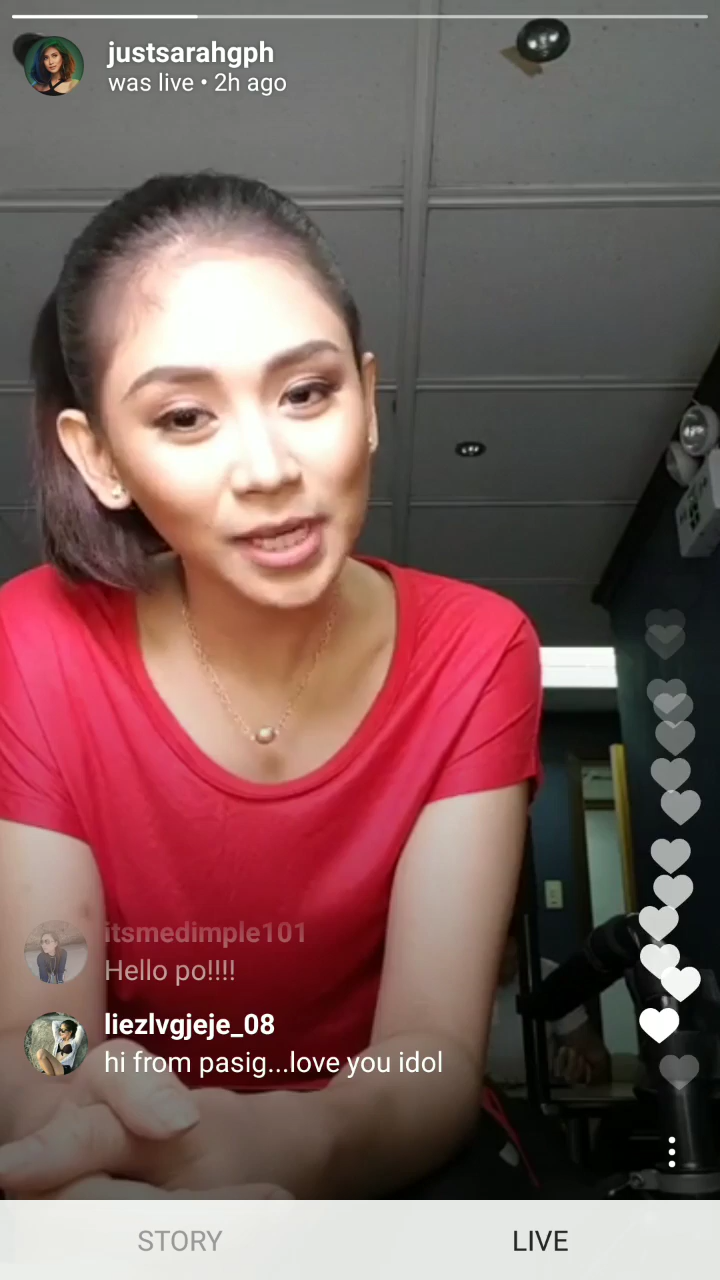 justsarahgph
was live • 2h ago
itsmedimple101
Hello po!!!!
liezlvgjeje_08
hi from pasig...love you idol
STORY
LIVE